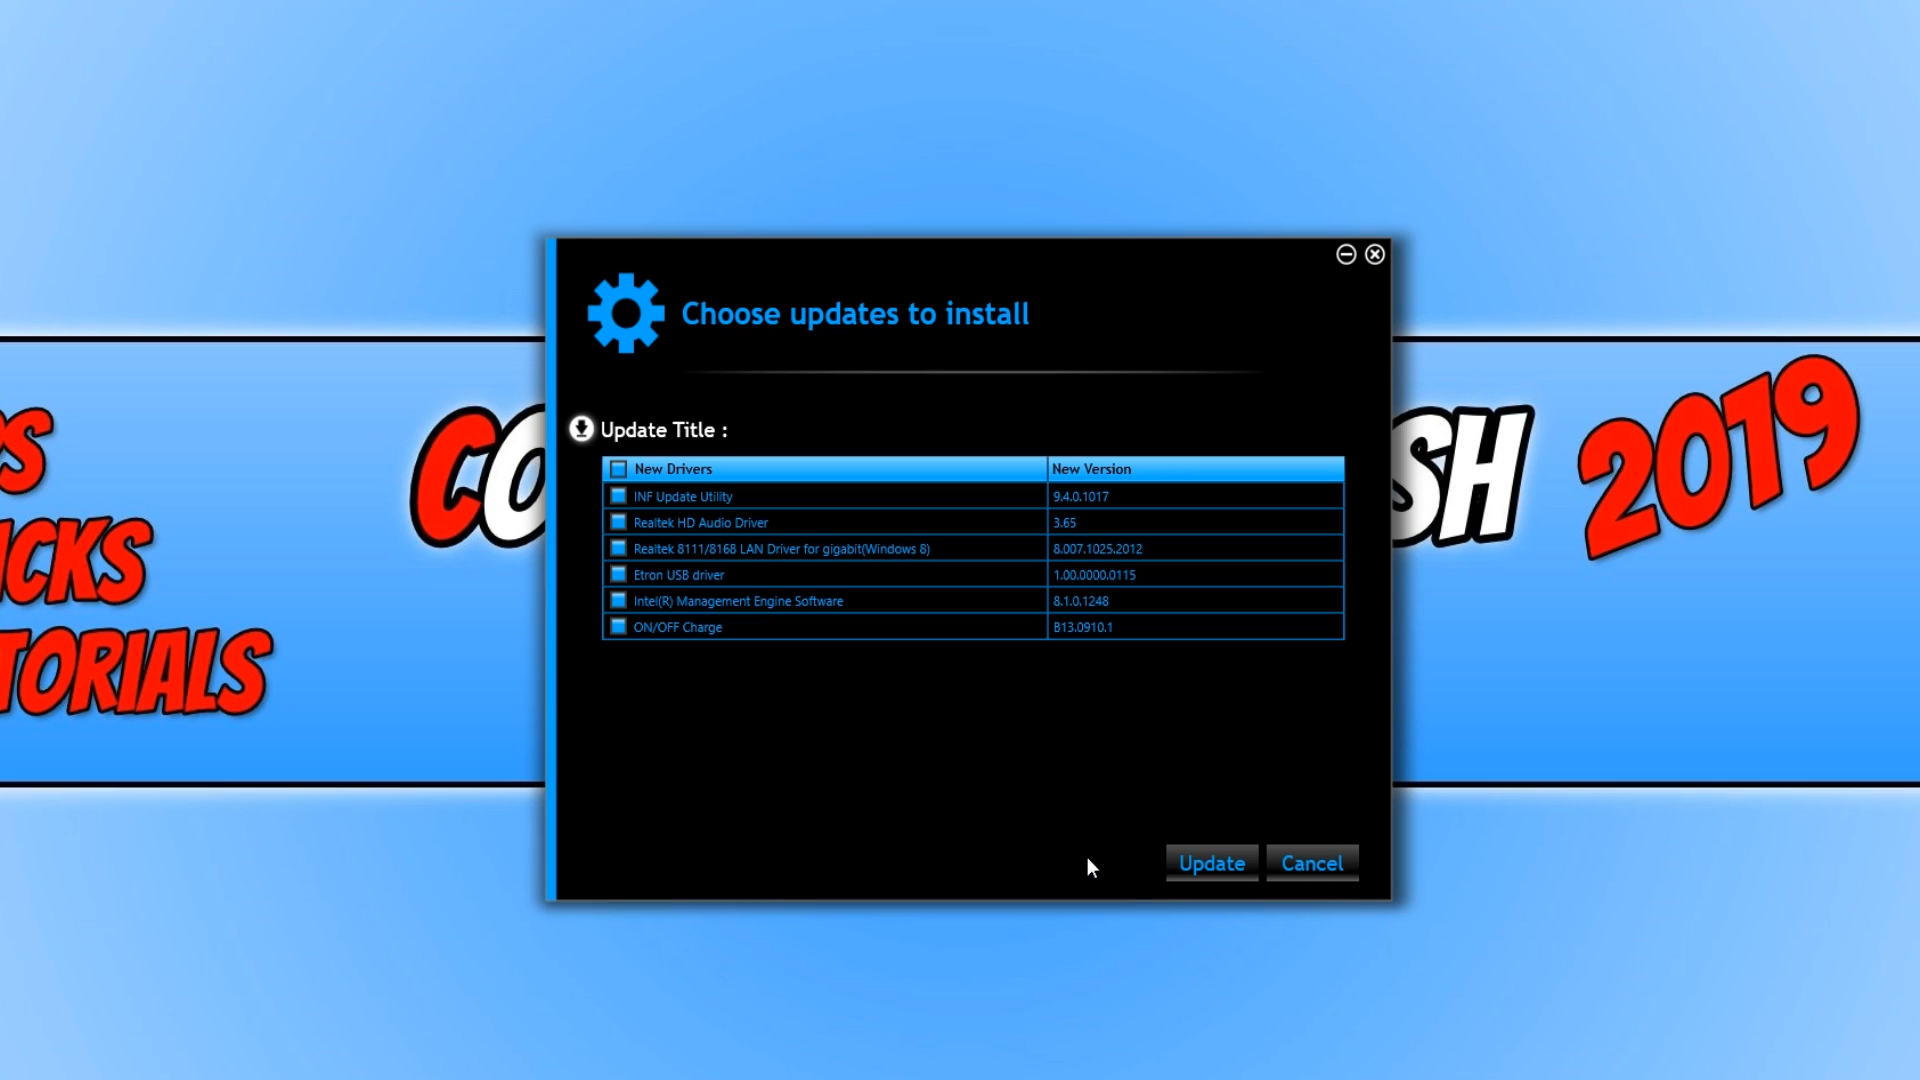 Choose updates to install
Update Title :
New Drivers New Version
INF Update Utility 9.4.0.1017
Realtek HD Audio Driver 3.65
Realtek 8111/8168 LAN Driver for gigabit(Windows 8) 8.007.1025.2012
Etron USB driver 1.00.0000.0115
Intel(R) Management Engine Software 8.1.0.1248
ON/OFF Charge B13.0910.1
Update Cancel
2019